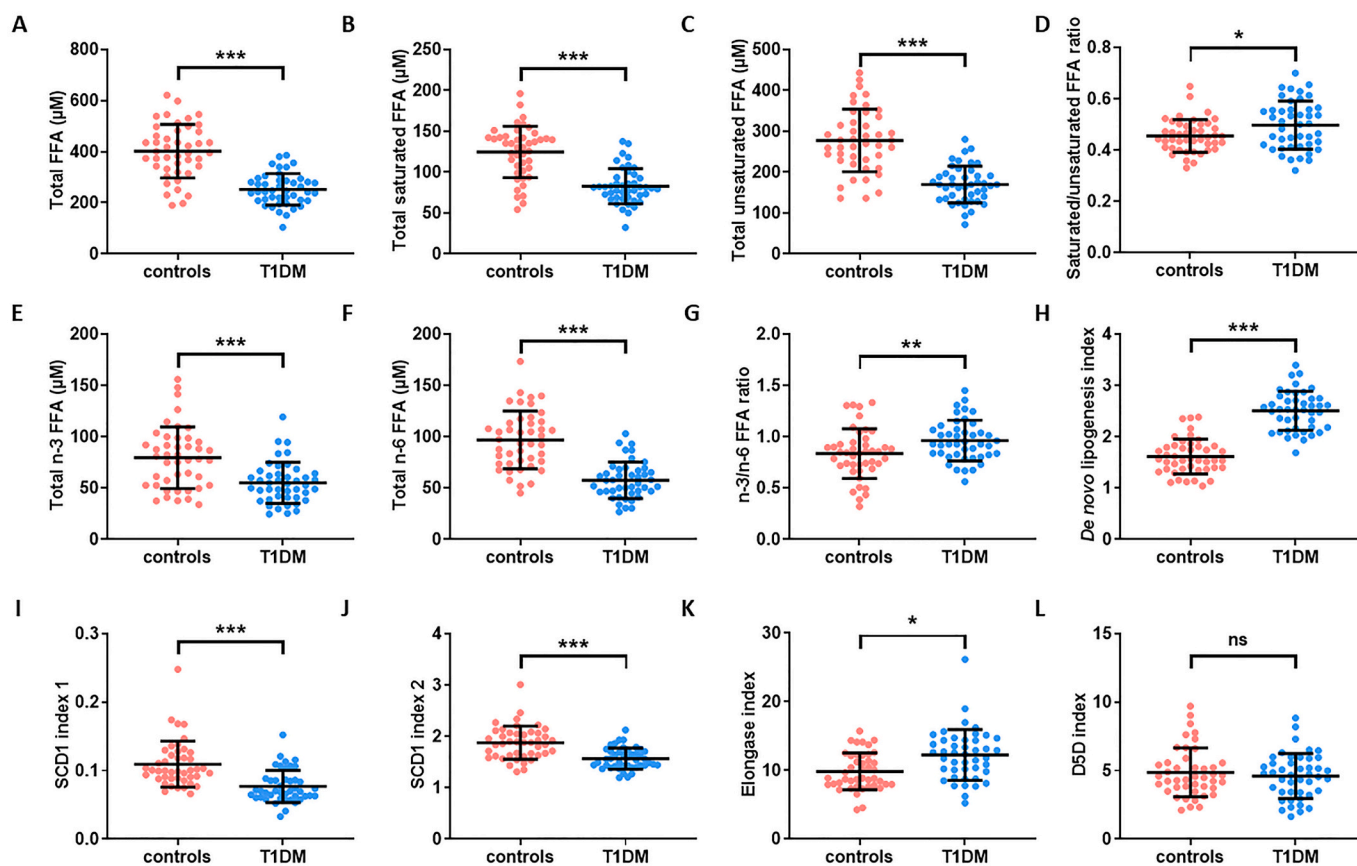 A
Total FFA (μM)
800
600
400
200
0
***
controls
T1DM
B
Total saturated FFA (μM)
250
200
150
100
50
0
***
controls
T1DM
C
Total unsaturated FFA (μM)
500
400
300
200
100
0
***
controls
T1DM
D
Saturated/unsaturated FFA ratio
0.8
0.6
0.4
0.2
0.0
*
controls
T1DM
E
Total n-3 FFA (μM)
200
150
100
50
0
***
controls
T1DM
F
Total n-6 FFA (μM)
200
150
100
50
0
***
controls
T1DM
G
n-3/n-6 FFA ratio
2.0
1.5
1.0
0.5
0.0
**
controls
T1DM
H
De novo lipogenesis index
4
3
2
1
0
***
controls
T1DM
I
SCD1 index 1
0.3
0.2
0.1
0.0
***
controls
T1DM
J
SCD1 index 2
4
3
2
1
0
***
controls
T1DM
K
Elongase index
30
20
10
0
*
controls
T1DM
L
D5D index
15
10
5
0
ns
controls
T1DM